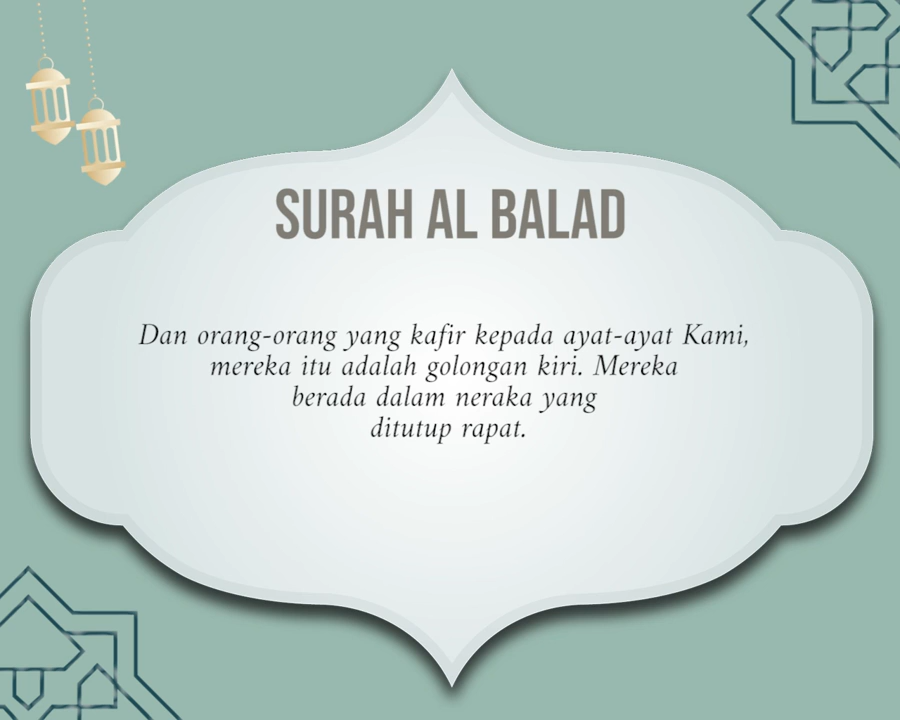 SURAH AL BALAD
Dan orang-orang yang kafir kepada ayat-ayat Kami,
mereka itu adalah golongan kiri. Mereka
berada dalam neraka yang
ditutup rapat.